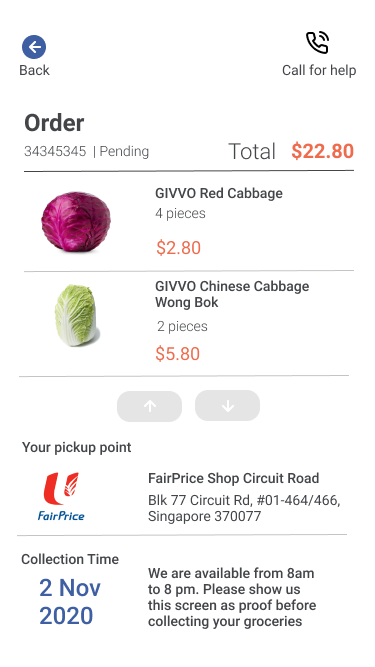 Back
Call for help
Order
34345345 | Pending
Total $22.80
GIVVO Red Cabbage
4 pieces
$2.80
GIVVO Chinese Cabbage
Wong Bok
2 pieces
$5.80
Your pickup point
FairPrice
FairPrice Shop Circuit Road
Blk 77 Circuit Rd, #01-464/466,
Singapore 370077
Collection Time
2 Nov
2020
We are available from 8am
to 8 pm. Please show us
this screen as proof before
collecting your groceries